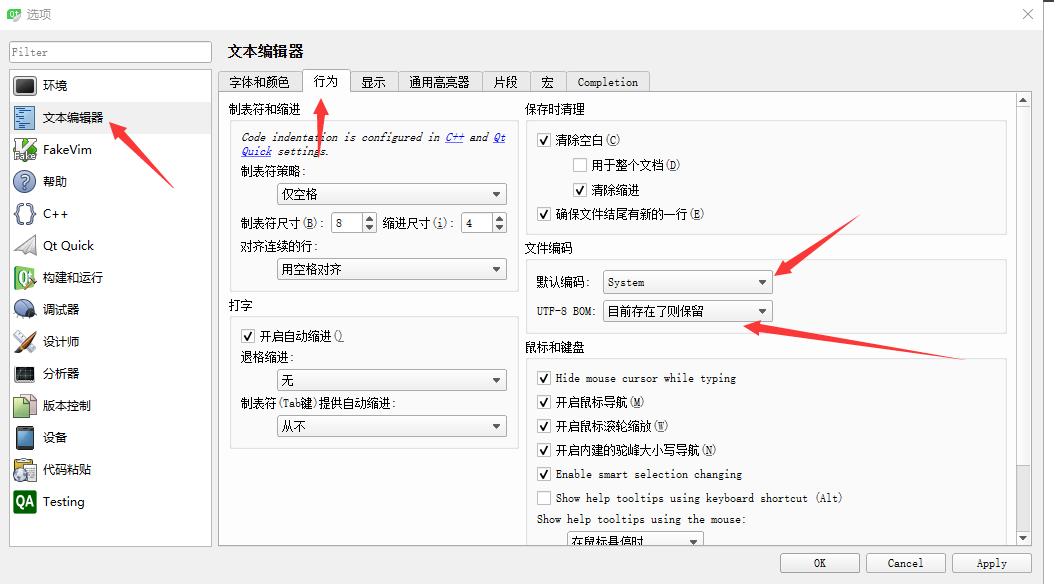 选项
Filter
环境
文本编辑器
FakeVim
帮助
C++
Qt Quick
构建和运行
调试器
设计师
分析器
版本控制
设备
代码粘贴
Testing
文本编辑器
字体和颜色 行为 显示 通用高亮器 片段 宏 Completion
制表符和缩进
Code indentation is configured in C++ and Qt
Quick settings.
制表符策略:
仅空格
制表符尺寸(B): 8 缩进尺寸(i): 4
对齐连续的行:
用空格对齐
打字
开启自动缩进()
退格缩进:
无
制表符(Tab键)提供自动缩进:
从不
保存时清理
清除空白(C)
用于整个文档(D)
清除缩进
确保文件结尾有新的一行(E)
文件编码
默认编码: System
UTF-8 BOM: 目前存在了则保留
鼠标和键盘
Hide mouse cursor while typing
开启鼠标导航(M)
开启鼠标滚轮缩放(W)
开启内建的驼峰大小写导航(N)
Enable smart selection changing
Show help tooltips using keyboard shortcut (Alt)
Show help tooltips using the mouse:
在鼠标悬停时
OK Cancel Apply